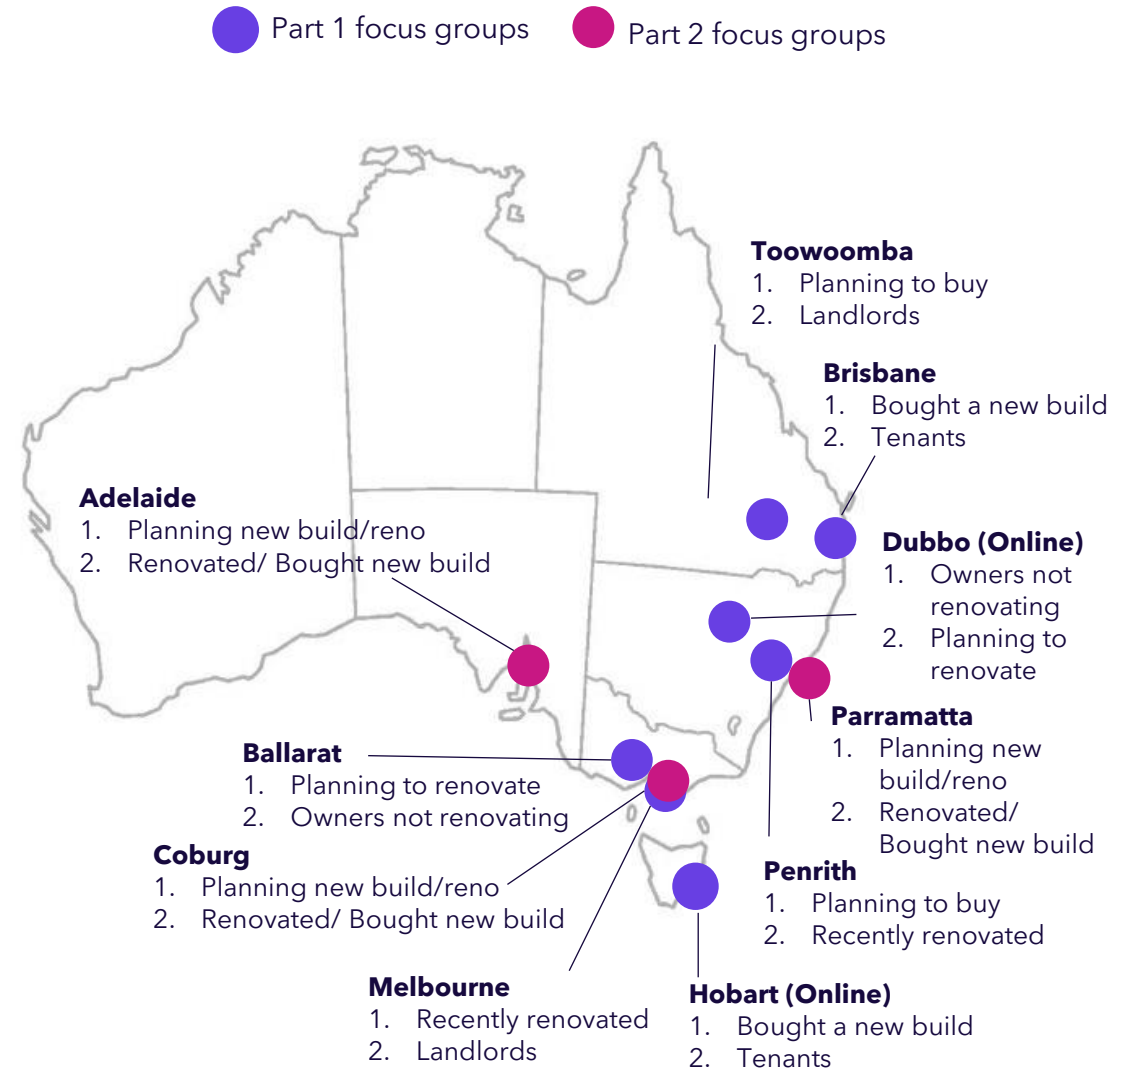 Part 1 focus groups
Part 2 focus groups
Toowoomba
1. Planning to buy
2. Landlords
Brisbane
1. Bought a new build
2. Tenants
Adelaide
1. Planning new build/reno
2. Renovated/ Bought new build
Dubbo (Online)
1. Owners not
renovating
2. Planning to
renovate
Parramatta
1. Planning new
build/reno
2. Renovated/
Bought new build
Ballarat
1. Planning to renovate
2. Owners not renovating
Coburg
1. Planning new build/reno
2. Renovated/ Bought new build
Penrith
1. Planning to buy
2. Recently renovated
Melbourne
1. Recently renovated
2. Landlords
Hobart (Online)
1. Bought a new build
2. Tenants